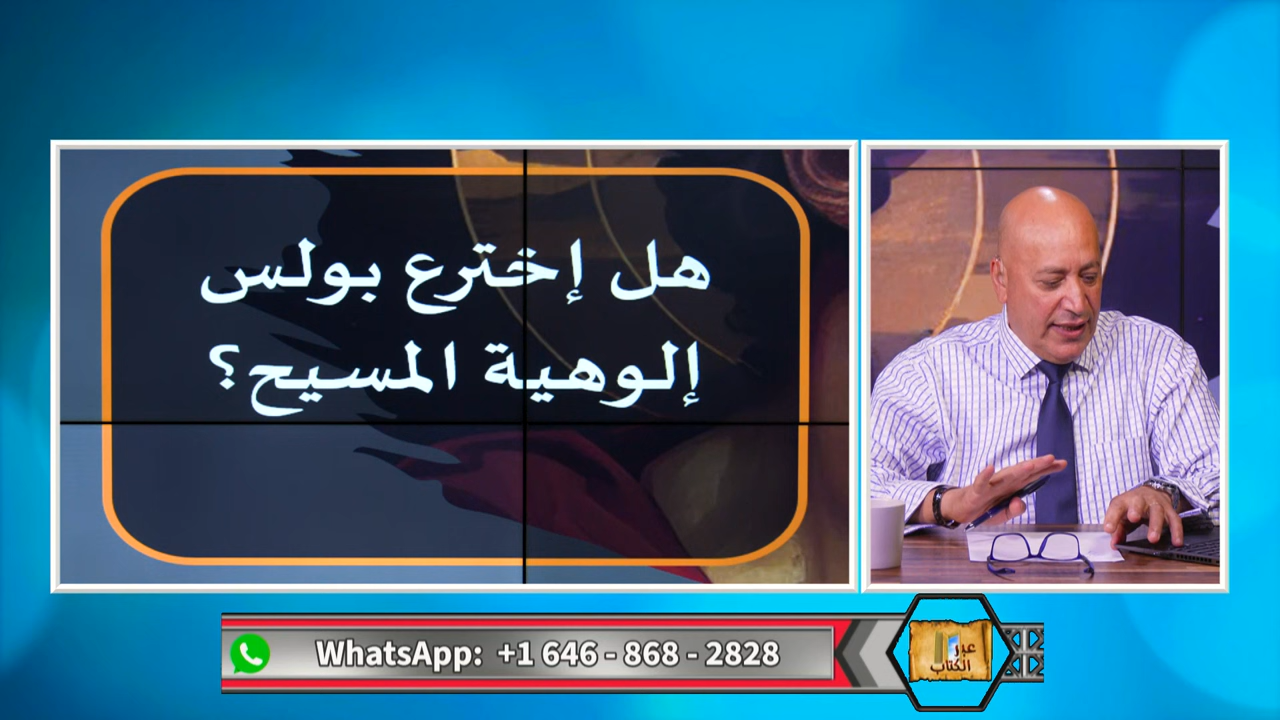 هل إخترع بولس
إلوهية المسيح؟
WhatsApp: +1 646 - 868 - 2828
عبر
الكتاب